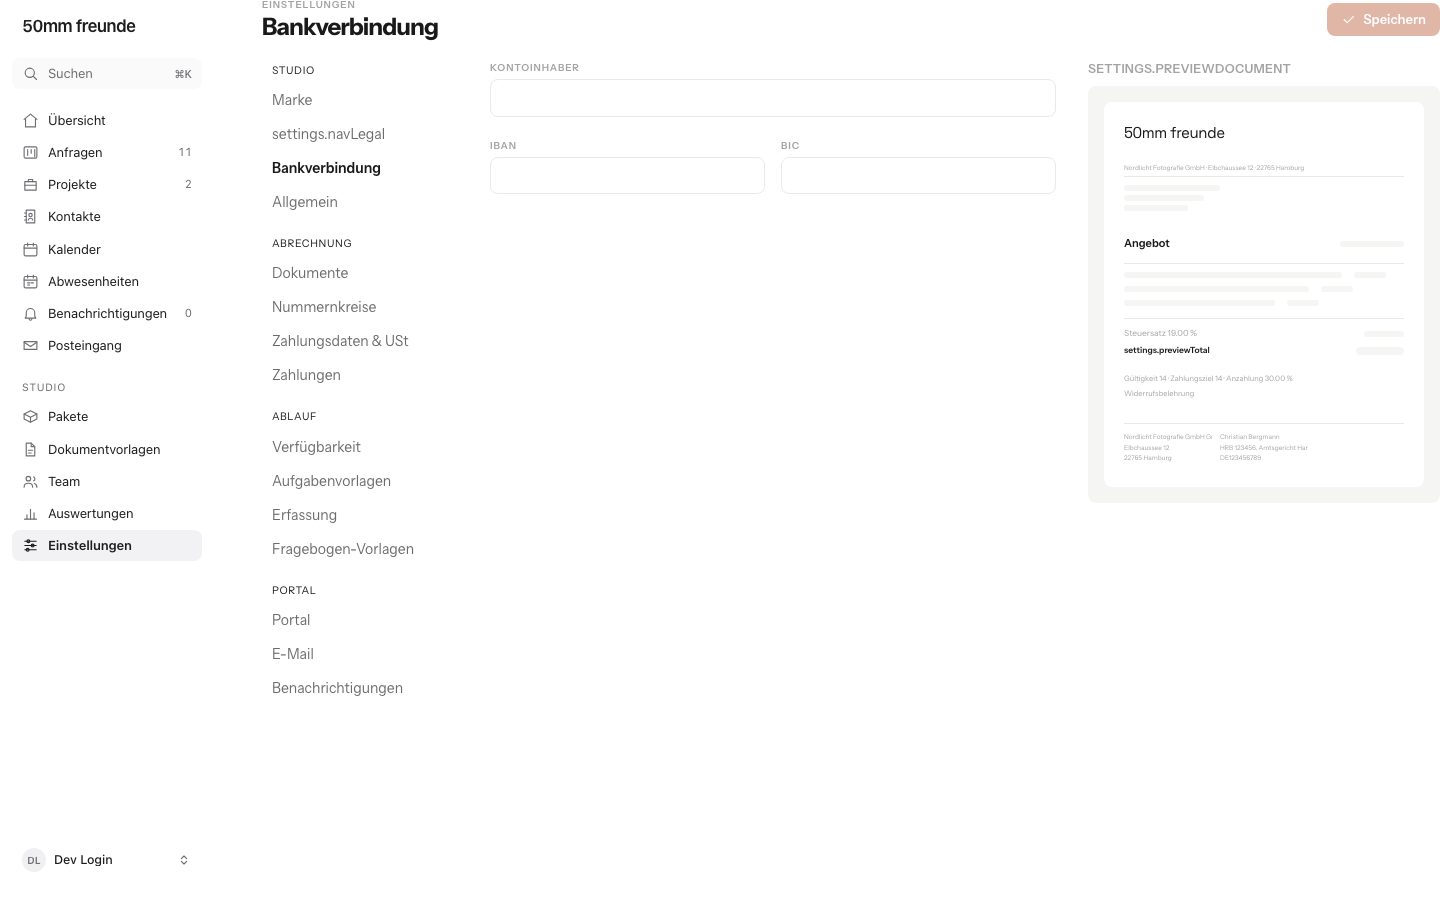 50mm freunde
Suchen ⌘K
Übersicht
Anfragen 11
Projekte 2
Kontakte
Kalender
Abwesenheiten
Benachrichtigungen 0
Posteingang
STUDIO
Pakete
Dokumentvorlagen
Team
Auswertungen
Einstellungen
DL Dev Login
EINSTELLUNGEN
Bankverbindung
Speichern
STUDIO
Marke
settings.navLegal
Bankverbindung
Allgemein
ABRECHNUNG
Dokumente
Nummernkreise
Zahlungsdaten & USt
Zahlungen
ABLAUF
Verfügbarkeit
Aufgabenvorlagen
Erfassung
Fragebogen-Vorlagen
PORTAL
Portal
E-Mail
Benachrichtigungen
KONTOINHABER
IBAN
BIC
SETTINGS.PREVIEWDOCUMENT
50mm freunde
Nordlicht Fotografie GmbH · Elbchaussee 12 · 22765 Hamburg
Angebot
Steuersatz 19.00 %
settings.previewTotal
Gültigkeit 14 · Zahlungsziel 14 · Anzahlung 30.00 %
Widerrufsbelehrung
Nordlicht Fotografie GmbH G
Elbchaussee 12
22765 Hamburg
Christian Bergmann
HRB 123456, Amtsgericht Har
DE123456789